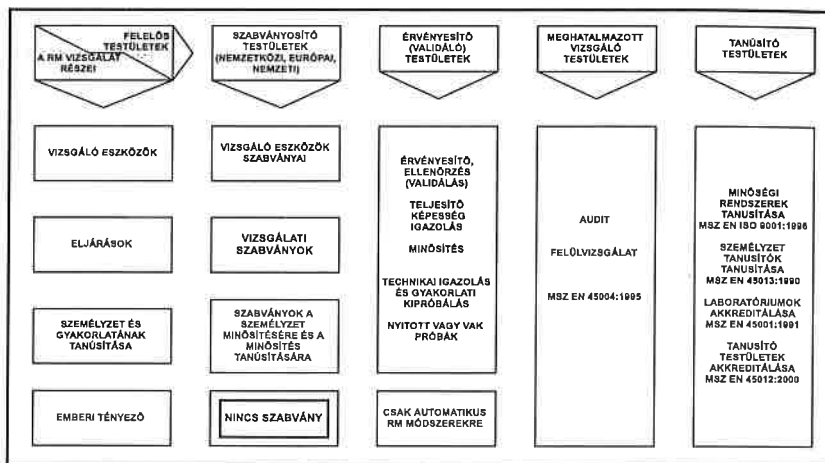 FELELŐS
TESTÜLETEK
A RM VIZSGÁLAT
RÉSZEI
SZABVÁNYOSÍTÓ
TESTÜLETEK
(NEMZETKÖZI, EURÓPAI,
NEMZETI)
ÉRVÉNYESÍTŐ
(VALIDÁLÓ)
TESTÜLETEK
MEGHATALMAZOTT
VIZSGÁLÓ
TESTÜLETEK
TANÚSÍTÓ
TESTÜLETEK
VIZSGÁLÓ ESZKÖZÖK
ELJÁRÁSOK
SZEMÉLYZET ÉS
GYAKORLATÁNAK
TANÚSÍTÁSA
EMBERI TÉNYEZŐ
VIZSGÁLÓ ESZKÖZÖK
SZABVÁNYAI
VIZSGÁLATI
SZABVÁNYOK
SZABVÁNYOK A
SZEMÉLYZET
MINŐSÍTÉSÉRE ÉS A
MINŐSÍTÉS
TANÚSÍTÁSÁRA
NINCS SZABVÁNY
ÉRVÉNYESÍTŐ,
ELLENŐRZÉS
(VALIDÁLÁS)
TELJESÍTŐ
KÉPESSÉG
IGAZOLÁS
MINŐSÍTÉS
TECHNIKAI IGAZOLÁS
ÉS GYAKORLATI
KIPRÓBÁLÁS
NYITOTT VAGY VAK
PRÓBÁK
CSAK AUTOMATIKUS
RM MÓDSZEREKRE
AUDIT
FELÜLVIZSGÁLAT
MSZ EN 45004:1995
MINŐSÉGI
RENDSZEREK
TANUSÍTÁSA
MSZ EN ISO 9001:1996
SZEMÉLYZET
TANUSÍTÓK
TANUSÍTÁSA
MSZ EN 45013:1990
LABORATÓRIUMOK
AKKREDITÁLÁSA
MSZ EN 45001:1991
TANUSÍTÓ
TESTÜLETEK
AKKREDITÁLÁSA
MSZ EN 45012:2000